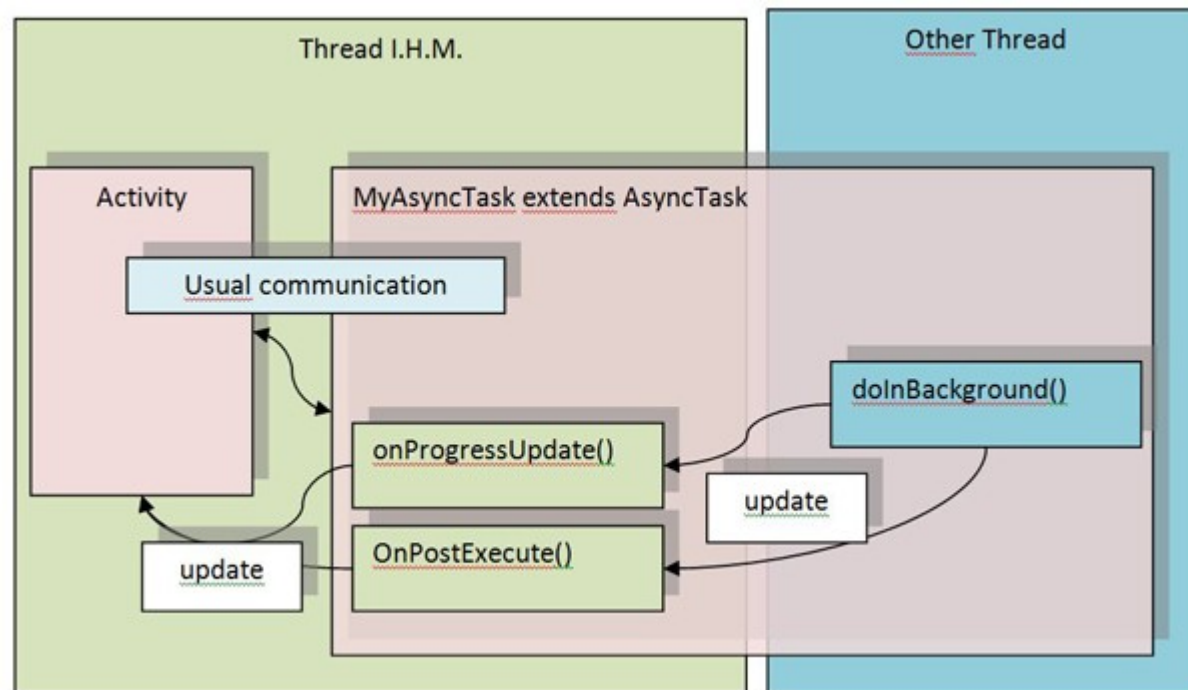 Thread I.H.M.
Other Thread
Activity
MyAsyncTask extends AsyncTask
Usual communication
doInBackground()
onProgressUpdate()
update
OnPostExecute()
update